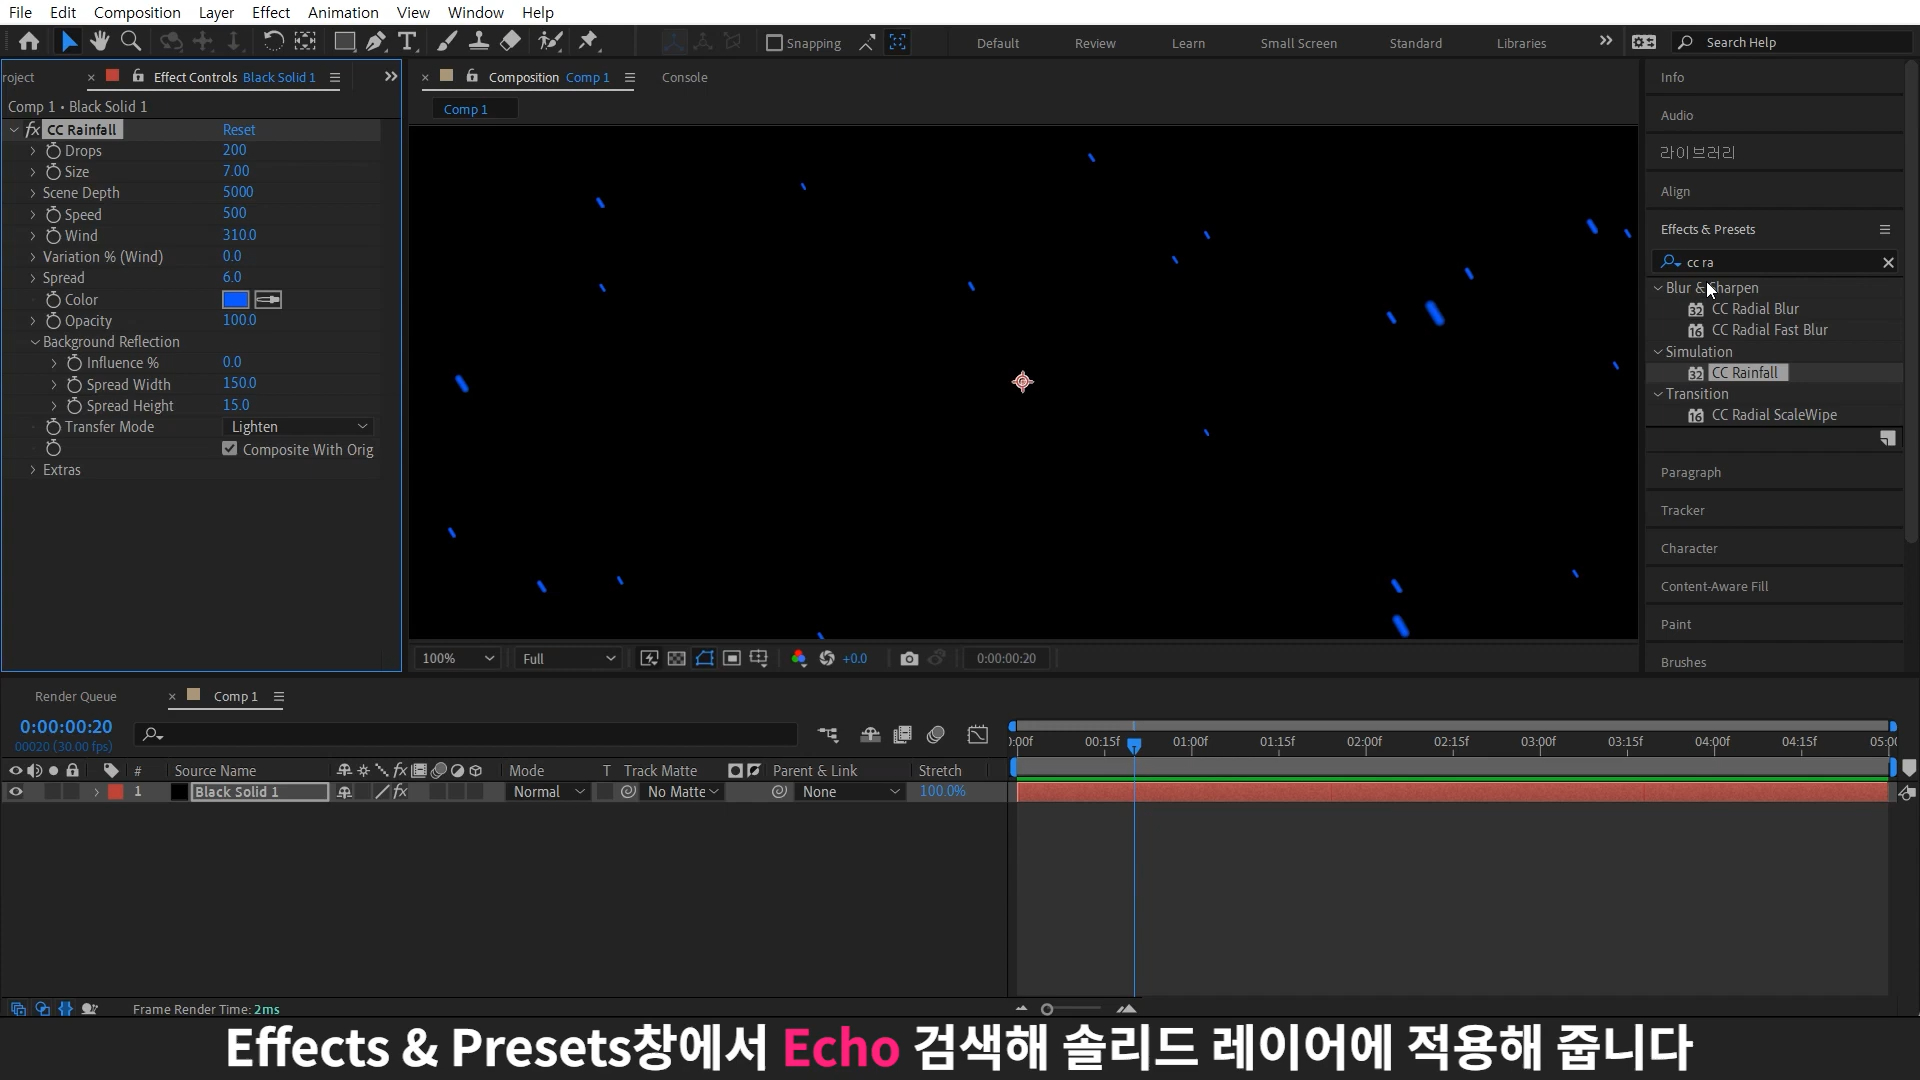 File Edit Composition Layer Effect Animation View Window Help
Snapping Default Review Learn Small Screen Standard Libraries Search Help
roject Effect Controls Black Solid 1
Comp 1 • Black Solid 1
fx CC Rainfall Reset
Drops 200
Size 7.00
Scene Depth 5000
Speed 500
Wind 310.0
Variation % (Wind) 0.0
Spread 6.0
Color
Opacity 100.0
Background Reflection
Influence % 0.0
Spread Width 150.0
Spread Height 15.0
Transfer Mode Lighten
Composite With Orig
Extras
Composition Comp 1 Console
Comp 1
100% Full +0.0 0:00:00:20
Info
Audio
라이브러리
Align
Effects & Presets
cc ra
Blur & Sharpen
32 CC Radial Blur
16 CC Radial Fast Blur
Simulation
32 CC Rainfall
Transition
16 CC Radial ScaleWipe
Paragraph
Tracker
Character
Content-Aware Fill
Paint
Brushes
Render Queue Comp 1
0:00:00:20
00020 (30.00 fps)
):00f 00:15f 01:00f 01:15f 02:00f 02:15f 03:00f 03:15f 04:00f 04:15f 05:00
# Source Name fx Mode T Track Matte Parent & Link Stretch
1 Black Solid 1 fx Normal No Matte None 100.0%
Frame Render Time: 2ms
Effects & Presets창에서 Echo 검색해 솔리드 레이어에 적용해 줍니다